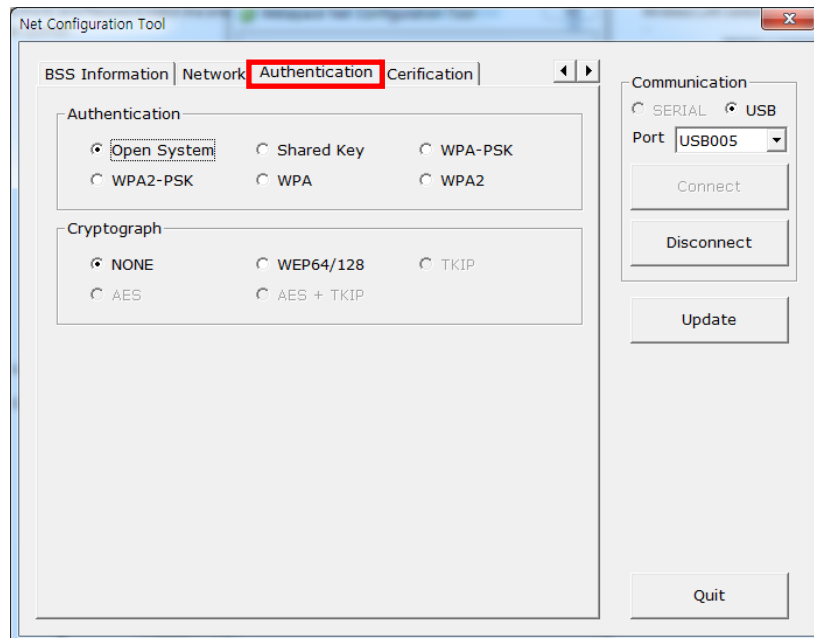 Net Configuration Tool
BSS Information Network Authentication Cerification
Authentication
Open System Shared Key WPA-PSK
WPA2-PSK WPA WPA2
Cryptograph
NONE WEP64/128 TKIP
AES AES + TKIP
Communication
SERIAL USB
Port USB005
Connect
Disconnect
Update
Quit